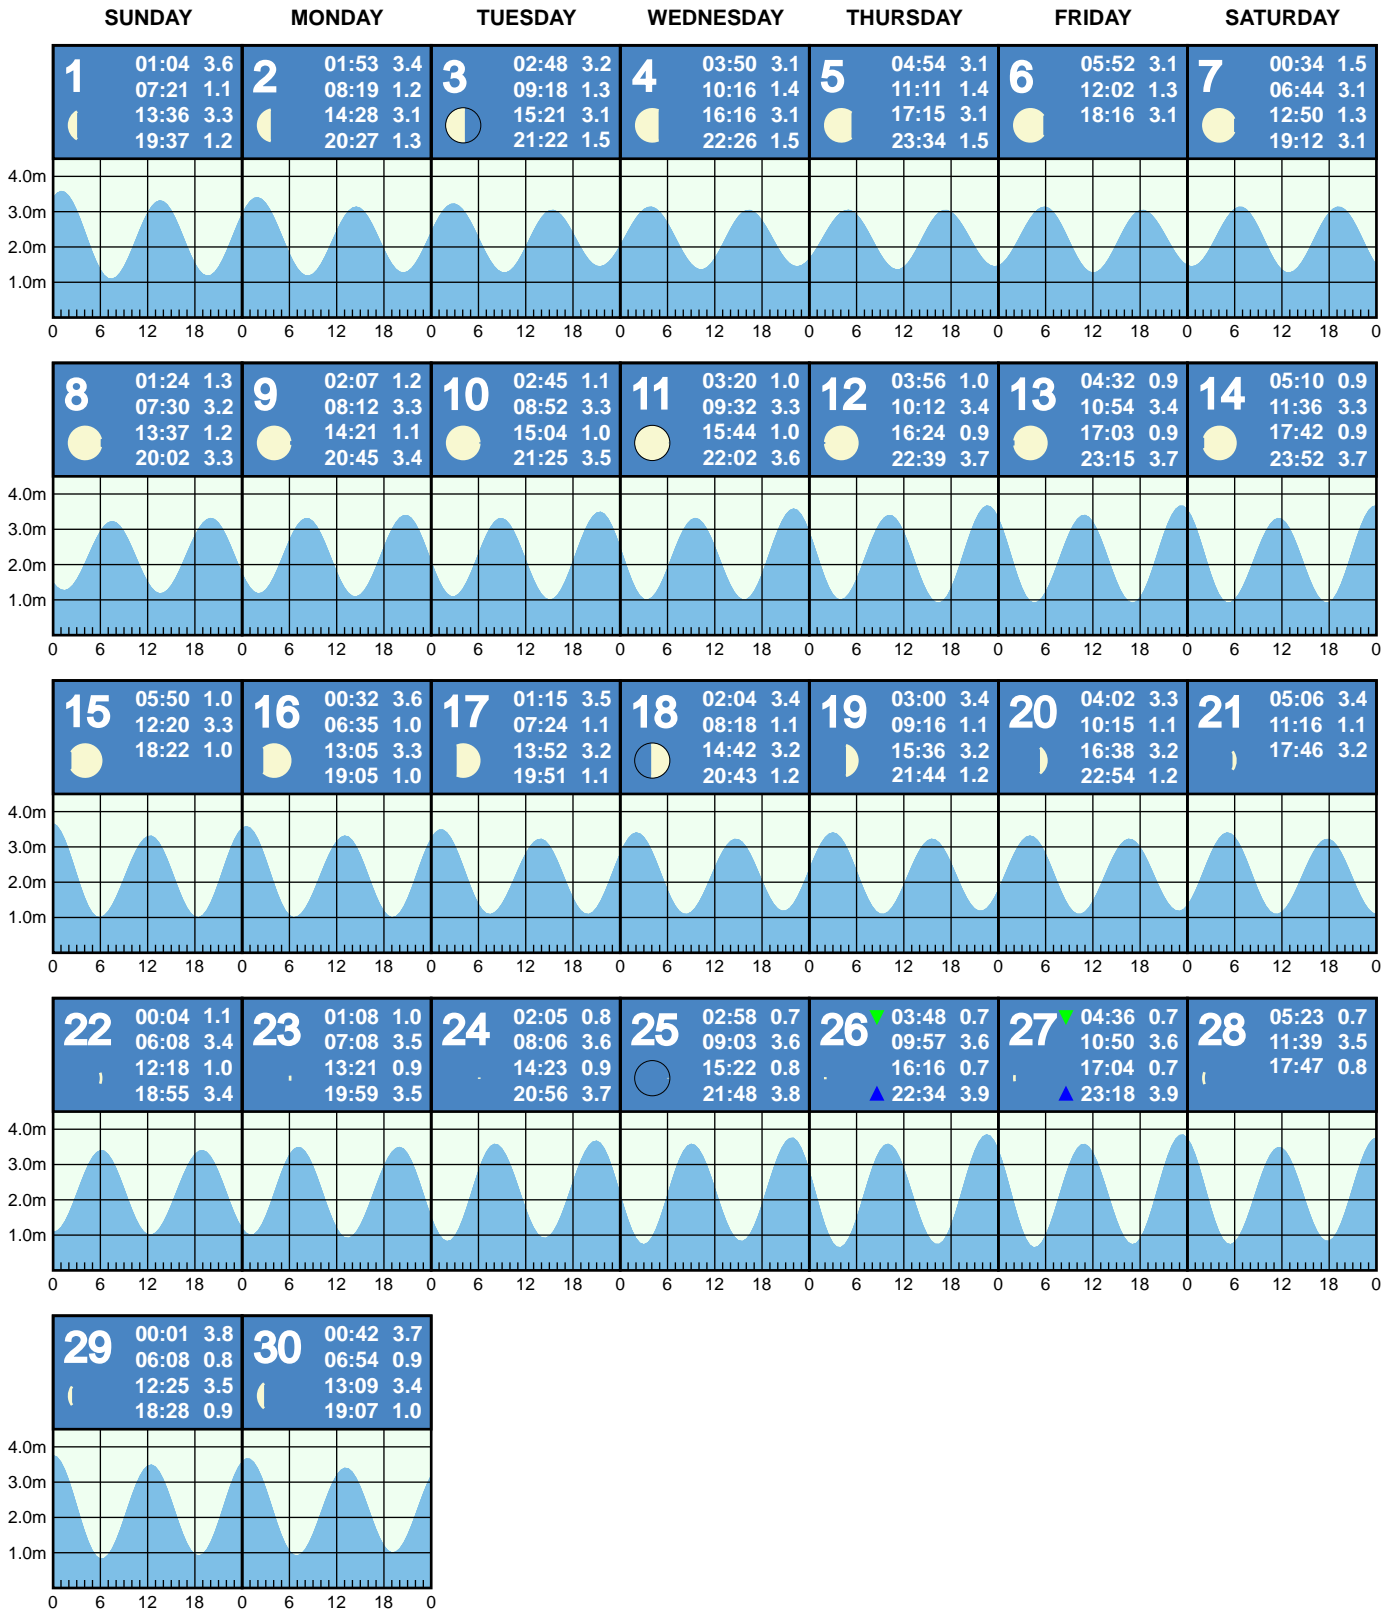 SUNDAY MONDAY TUESDAY WEDNESDAY THURSDAY FRIDAY SATURDAY
1 01:04 3.6
07:21 1.1
13:36 3.3
19:37 1.2
2 01:53 3.4
08:19 1.2
14:28 3.1
20:27 1.3
3 02:48 3.2
09:18 1.3
15:21 3.1
21:22 1.5
4 03:50 3.1
10:16 1.4
16:16 3.1
22:26 1.5
5 04:54 3.1
11:11 1.4
17:15 3.1
23:34 1.5
6 05:52 3.1
12:02 1.3
18:16 3.1
7 00:34 1.5
06:44 3.1
12:50 1.3
19:12 3.1
4.0m
3.0m
2.0m
1.0m
0 6 12 18 0 6 12 18 0 6 12 18 0 6 12 18 0 6 12 18 0 6 12 18 0 6 12 18 0
8 01:24 1.3
07:30 3.2
13:37 1.2
20:02 3.3
9 02:07 1.2
08:12 3.3
14:21 1.1
20:45 3.4
10 02:45 1.1
08:52 3.3
15:04 1.0
21:25 3.5
11 03:20 1.0
09:32 3.3
15:44 1.0
22:02 3.6
12 03:56 1.0
10:12 3.4
16:24 0.9
22:39 3.7
13 04:32 0.9
10:54 3.4
17:03 0.9
23:15 3.7
14 05:10 0.9
11:36 3.3
17:42 0.9
23:52 3.7
4.0m
3.0m
2.0m
1.0m
0 6 12 18 0 6 12 18 0 6 12 18 0 6 12 18 0 6 12 18 0 6 12 18 0 6 12 18 0
15 05:50 1.0
12:20 3.3
18:22 1.0
16 00:32 3.6
06:35 1.0
13:05 3.3
19:05 1.0
17 01:15 3.5
07:24 1.1
13:52 3.2
19:51 1.1
18 02:04 3.4
08:18 1.1
14:42 3.2
20:43 1.2
19 03:00 3.4
09:16 1.1
15:36 3.2
21:44 1.2
20 04:02 3.3
10:15 1.1
16:38 3.2
22:54 1.2
21 05:06 3.4
11:16 1.1
17:46 3.2
4.0m
3.0m
2.0m
1.0m
0 6 12 18 0 6 12 18 0 6 12 18 0 6 12 18 0 6 12 18 0 6 12 18 0 6 12 18 0
22 00:04 1.1
06:08 3.4
12:18 1.0
18:55 3.4
23 01:08 1.0
07:08 3.5
13:21 0.9
19:59 3.5
24 02:05 0.8
08:06 3.6
14:23 0.9
20:56 3.7
25 02:58 0.7
09:03 3.6
15:22 0.8
21:48 3.8
26 03:48 0.7
09:57 3.6
16:16 0.7
22:34 3.9
27 04:36 0.7
10:50 3.6
17:04 0.7
23:18 3.9
28 05:23 0.7
11:39 3.5
17:47 0.8
4.0m
3.0m
2.0m
1.0m
0 6 12 18 0 6 12 18 0 6 12 18 0 6 12 18 0 6 12 18 0 6 12 18 0 6 12 18 0
29 00:01 3.8
06:08 0.8
12:25 3.5
18:28 0.9
30 00:42 3.7
06:54 0.9
13:09 3.4
19:07 1.0
4.0m
3.0m
2.0m
1.0m
0 6 12 18 0 6 12 18 0